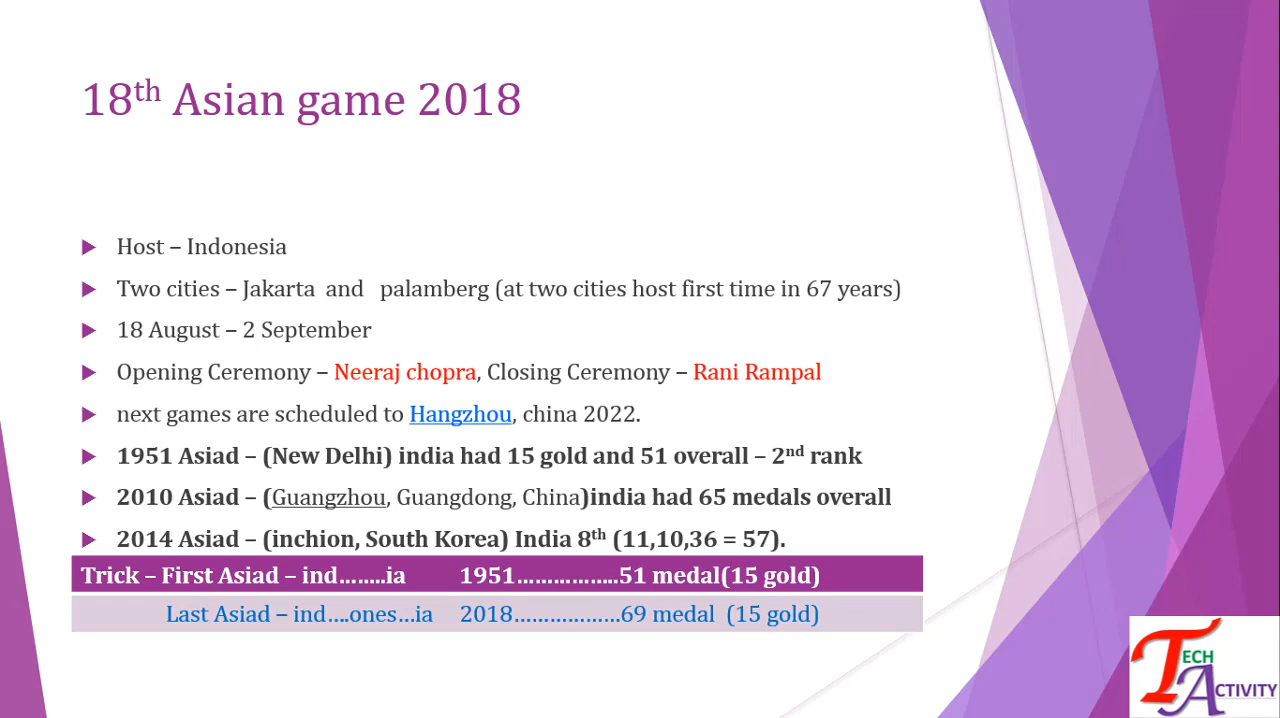 18th Asian game 2018
Host – Indonesia
Two cities – Jakarta and palamberg (at two cities host first time in 67 years)
18 August – 2 September
Opening Ceremony – Neeraj chopra, Closing Ceremony – Rani Rampal
next games are scheduled to Hangzhou, china 2022.
1951 Asiad – (New Delhi) india had 15 gold and 51 overall – 2nd rank
2010 Asiad – (Guangzhou, Guangdong, China)india had 65 medals overall
2014 Asiad – (inchion, South Korea) India 8th (11,10,36 = 57).
Trick – First Asiad – ind……..ia 1951……………..51 medal(15 gold)
Last Asiad – ind….ones…ia 2018………………69 medal (15 gold)
TECH
ACTIVITY